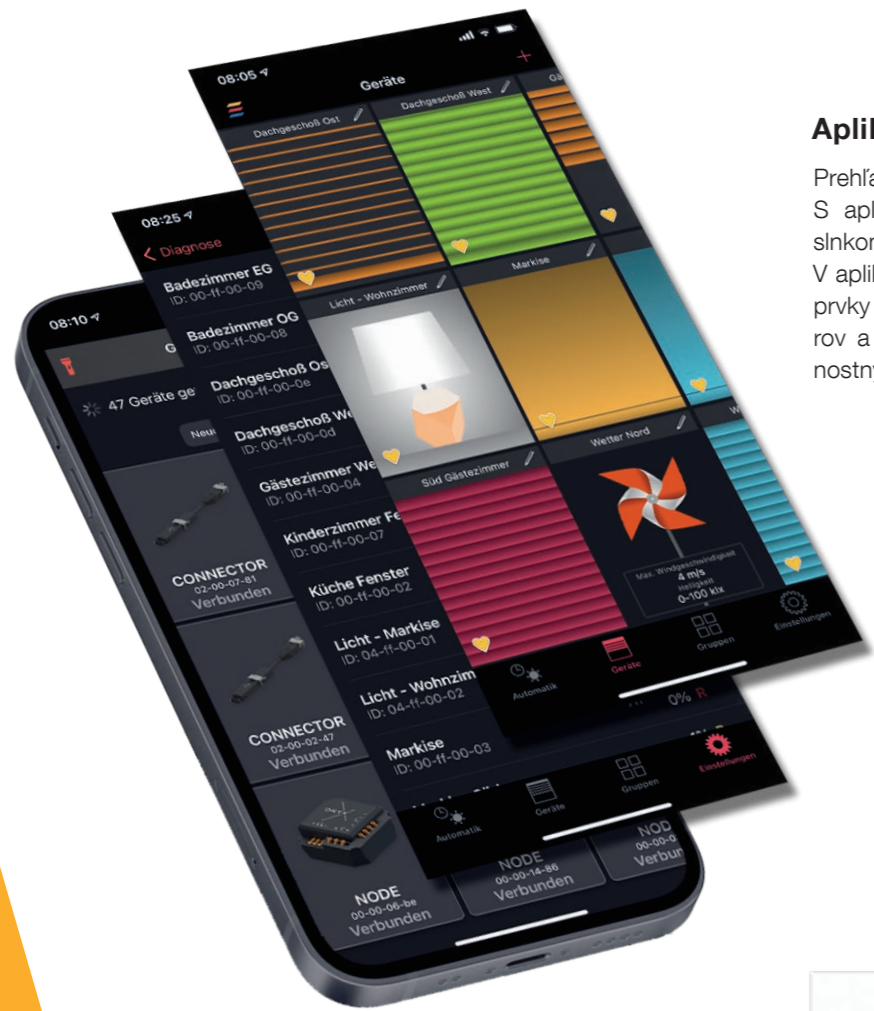 08:05
Geräte
Dachgeschoß Ost
Dachgeschoß West
Licht - Wohnzimmer
Markise
Süd Gästezimmer
Wetter Nord
Max. Windgeschwindigkeit
4 m/s
Helligkeit
0-100 klx
Automatik
Geräte
Gruppen
Einstellungen
08:25
Diagnose
Badezimmer EG
ID: 00-ff-00-09
Badezimmer OG
ID: 00-ff-00-08
Dachgeschoß Os
ID: 00-ff-00-0e
Dachgeschoß We
ID: 00-ff-00-0d
Gästezimmer We
ID: 00-ff-00-04
Kinderzimmer Fe
ID: 00-ff-00-07
Küche Fenster
ID: 00-ff-00-02
Licht - Markise
ID: 04-ff-00-01
Licht - Wohnzim
ID: 04-ff-00-02
0% R
Markise
ID: 00-ff-00-03
Automatik
Geräte
Gruppen
Einstellungen
08:10
47 Geräte ge
Neu
CONNECTOR
02-00-07-81
Verbunden
CONNECTOR
02-00-02-47
Verbunden
NODE
00-00-06-be
Verbunden
NODE
00-00-14-86
Verbunden
NOD
00-00-0
Verbun
Aplik
Prehľa
S apl
slnkor
V aplik
prvky
rov a
nostny